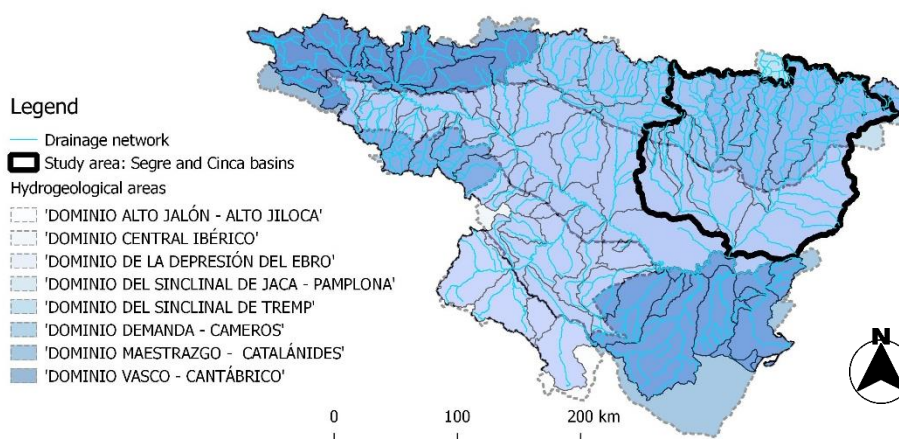 Legend
Drainage network
Study area: Segre and Cinca basins
Hydrogeological areas
'DOMINIO ALTO JALÓN - ALTO JILOCA'
'DOMINIO CENTRAL IBÉRICO'
'DOMINIO DE LA DEPRESIÓN DEL EBRO'
'DOMINIO DEL SINCLINAL DE JACA - PAMPLONA'
'DOMINIO DEL SINCLINAL DE TREMP'
'DOMINIO DEMANDA - CAMEROS'
'DOMINIO MAESTRAZGO - CATALÁNIDES'
'DOMINIO VASCO - CANTÁBRICO'
N
0 100 200 km